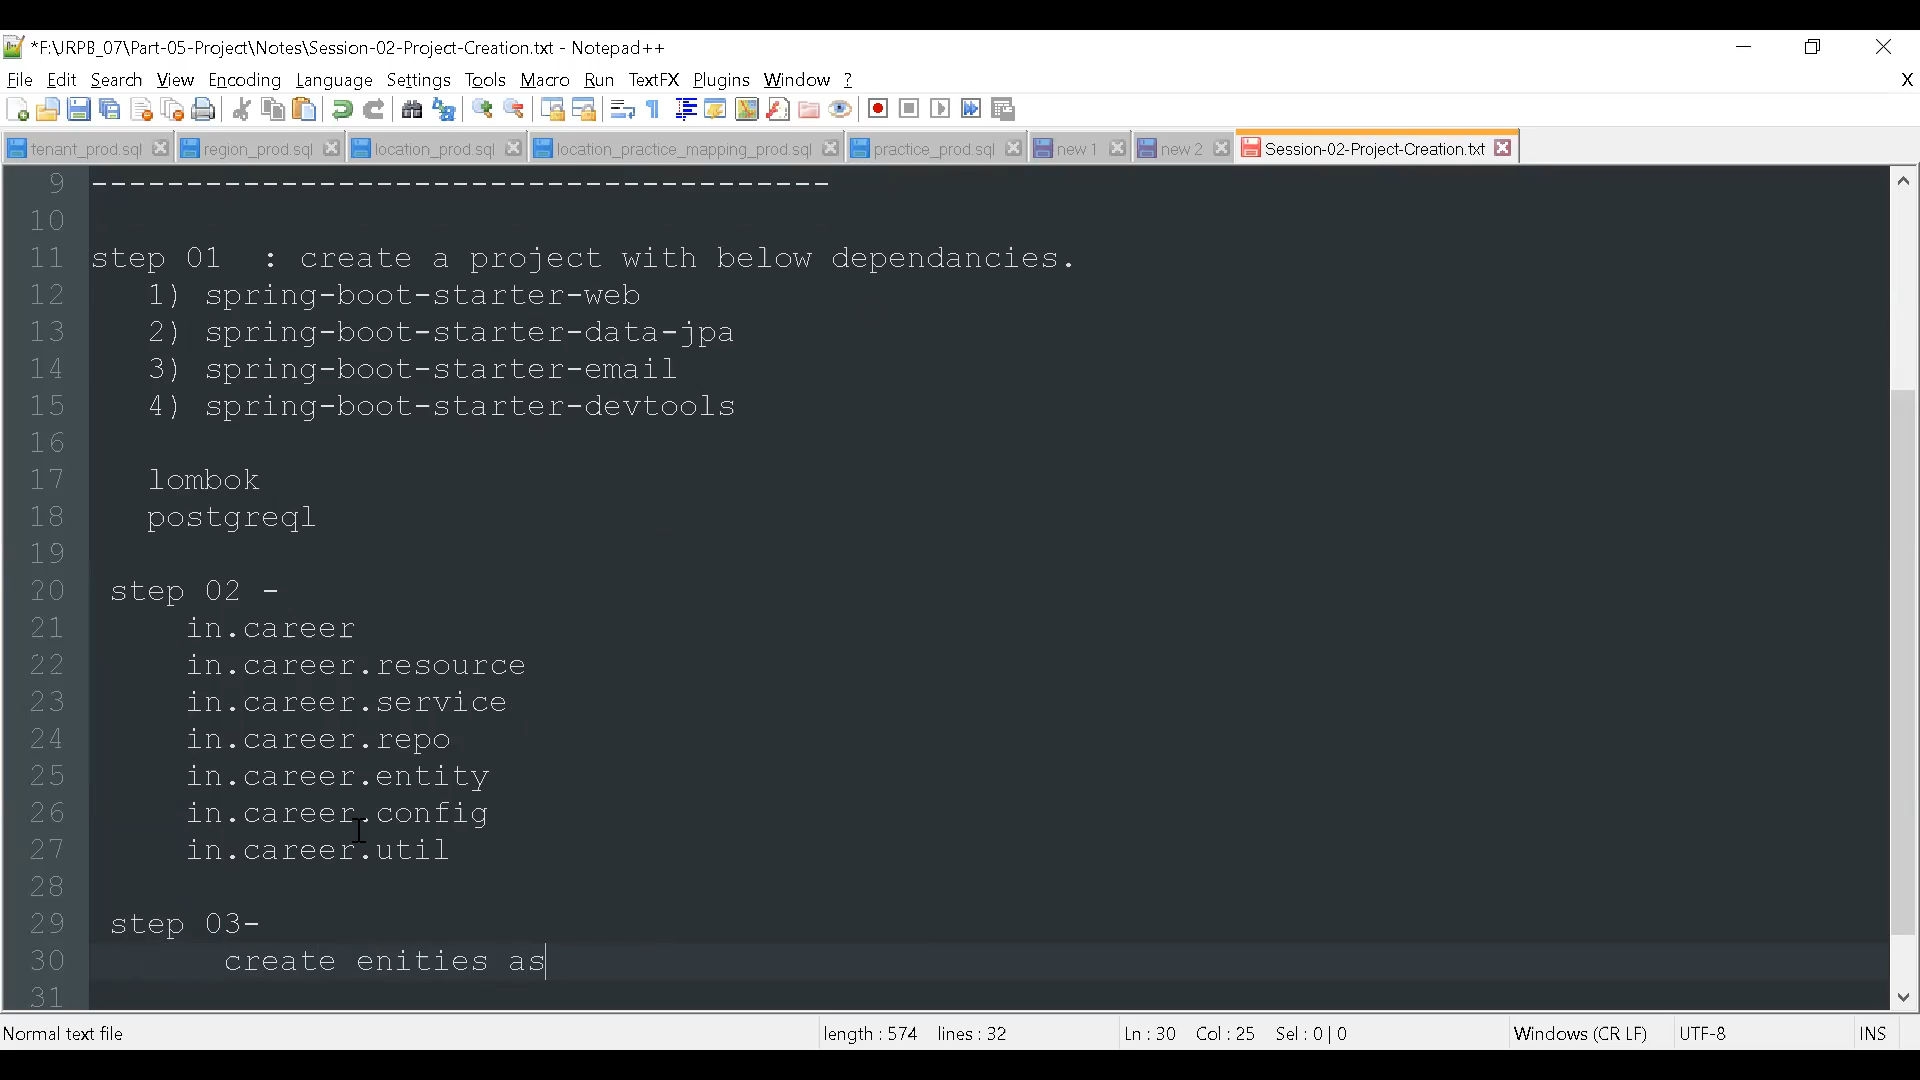 *F:\JRPB_07\Part-05-Project\Notes\Session-02-Project-Creation.txt - Notepad++
File Edit Search View Encoding Language Settings Tools Macro Run TextFX Plugins Window ? X
tenant_prod.sql region_prod.sql location_prod.sql location_practice_mapping_prod.sql practice_prod.sql new 1 new 2 Session-02-Project-Creation.txt
9 ---------------------------------------
10
11 step 01  : create a project with below dependancies.
12 1) spring-boot-starter-web
13 2) spring-boot-starter-data-jpa
14 3) spring-boot-starter-email
15 4) spring-boot-starter-devtools
16
17 lombok
18 postgreql
19
20 step 02 -
21 in.career
22 in.career.resource
23 in.career.service
24 in.career.repo
25 in.career.entity
26 in.career.config
27 in.career.util
28
29 step 03-
30 create enities as
31
Normal text file length : 574 lines : 32 Ln : 30 Col : 25 Sel : 0 | 0 Windows (CR LF) UTF-8 INS